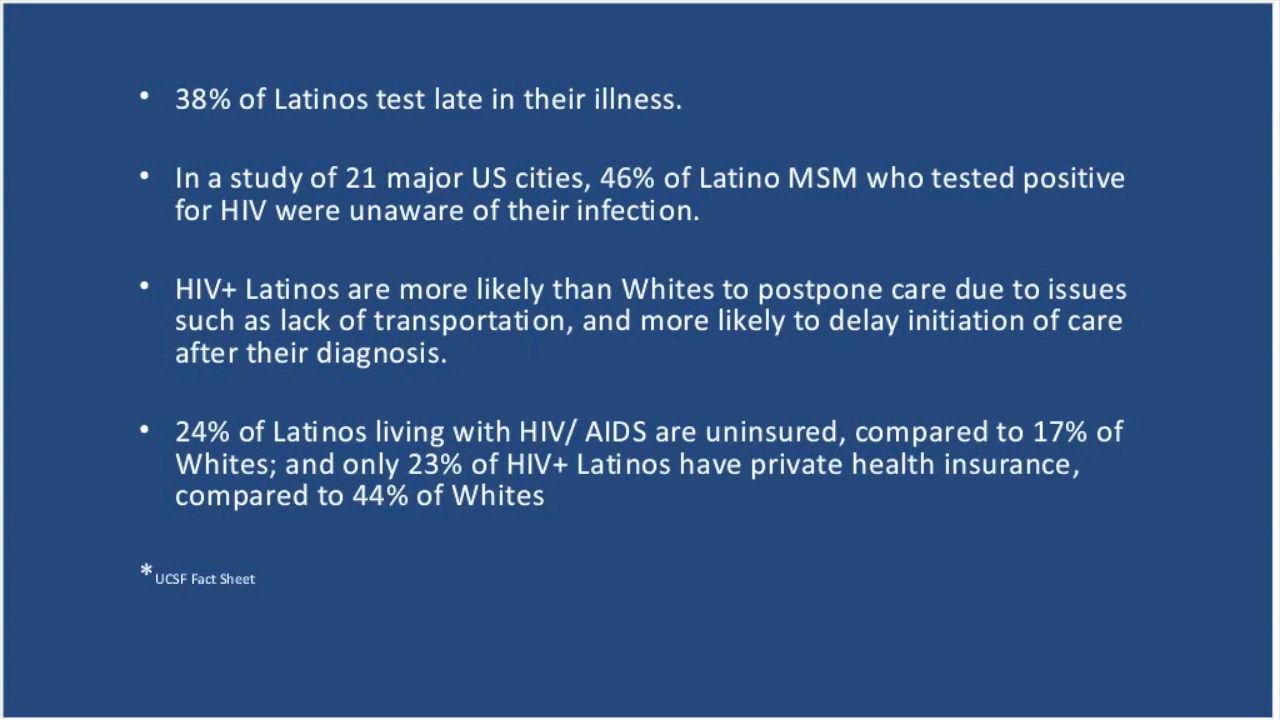 • 38% of Latinos test late in their illness.
• In a study of 21 major US cities, 46% of Latino MSM who tested positive
for HIV were unaware of their infection.
• HIV+ Latinos are more likely than Whites to postpone care due to issues
such as lack of transportation, and more likely to delay initiation of care
after their diagnosis.
• 24% of Latinos living with HIV/ AIDS are uninsured, compared to 17% of
Whites; and only 23% of HIV+ Latinos have private health insurance,
compared to 44% of Whites
*UCSF Fact Sheet